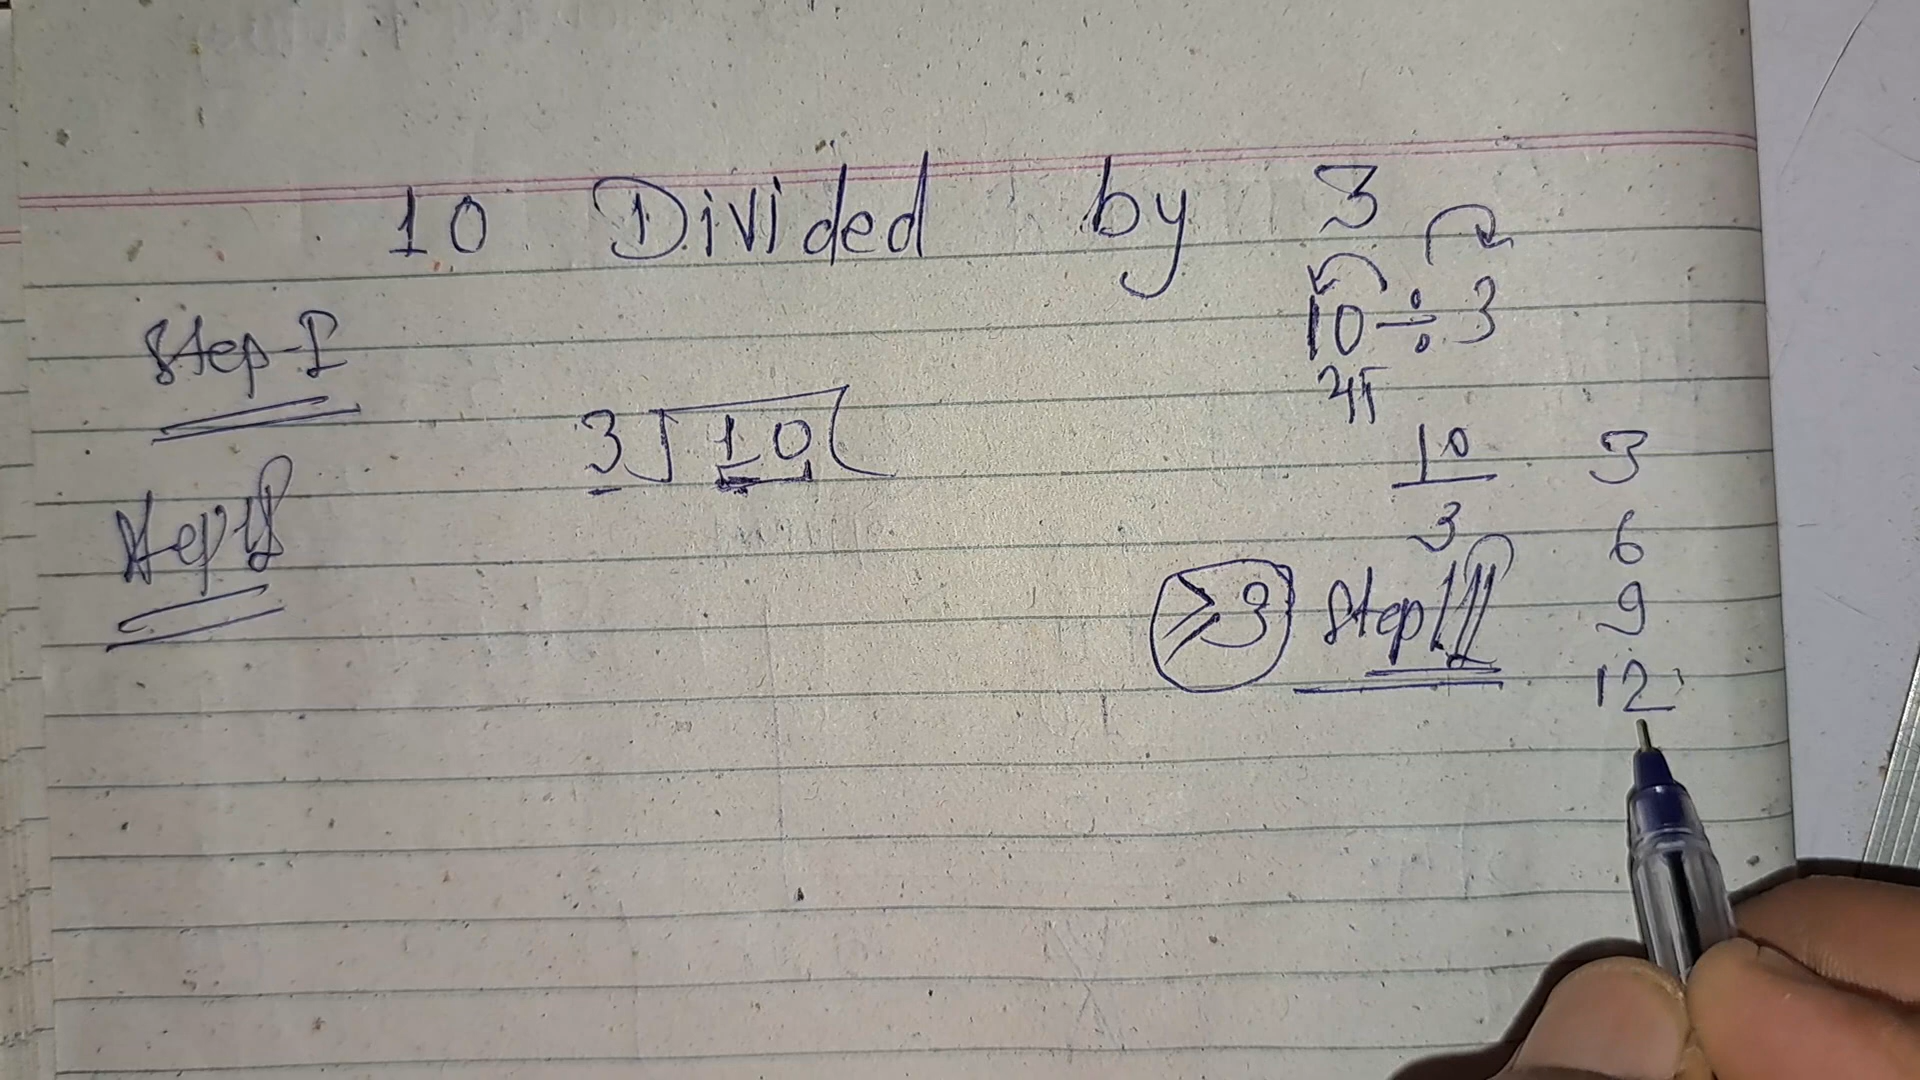 10 Divided by 3
10 ÷ 3
Step-I
3 10
10
3
Step II
≥3 Step III
3
6
9
12